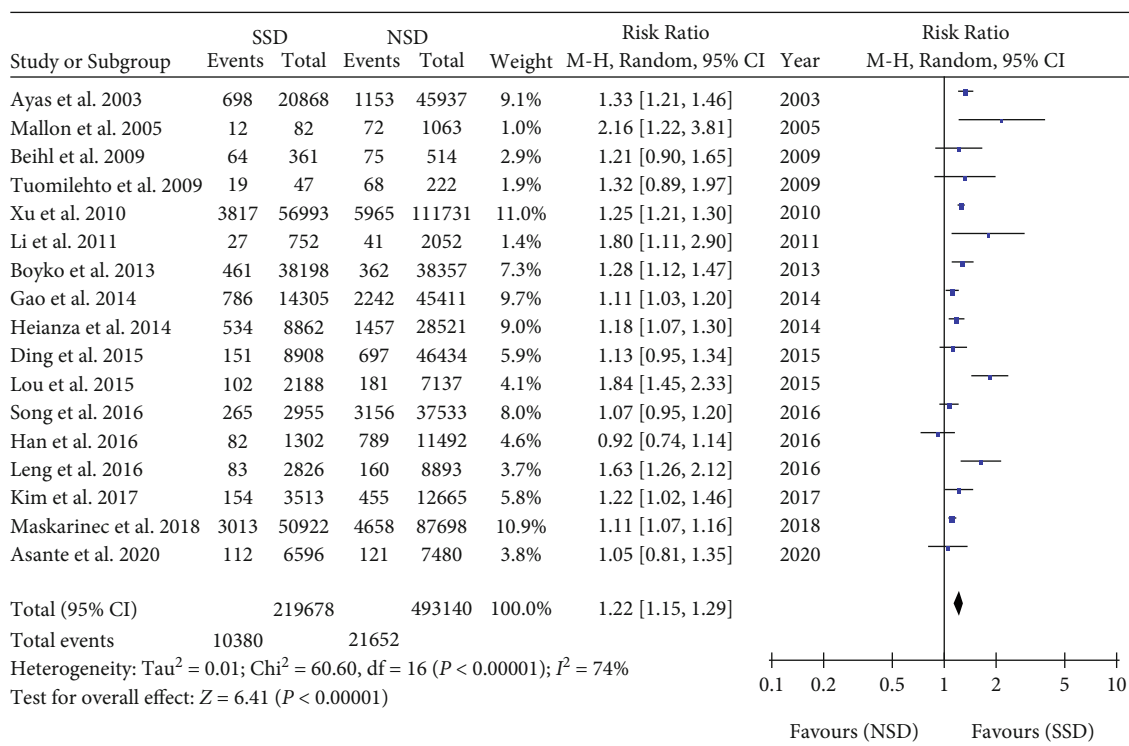 SSD NSD Risk Ratio Risk Ratio
Study or Subgroup Events Total Events Total Weight M-H, Random, 95% CI Year M-H, Random, 95% CI
Ayas et al. 2003 698 20868 1153 45937 9.1% 1.33 [1.21, 1.46] 2003
Mallon et al. 2005 12 82 72 1063 1.0% 2.16 [1.22, 3.81] 2005
Beihl et al. 2009 64 361 75 514 2.9% 1.21 [0.90, 1.65] 2009
Tuomilehto et al. 2009 19 47 68 222 1.9% 1.32 [0.89, 1.97] 2009
Xu et al. 2010 3817 56993 5965 111731 11.0% 1.25 [1.21, 1.30] 2010
Li et al. 2011 27 752 41 2052 1.4% 1.80 [1.11, 2.90] 2011
Boyko et al. 2013 461 38198 362 38357 7.3% 1.28 [1.12, 1.47] 2013
Gao et al. 2014 786 14305 2242 45411 9.7% 1.11 [1.03, 1.20] 2014
Heianza et al. 2014 534 8862 1457 28521 9.0% 1.18 [1.07, 1.30] 2014
Ding et al. 2015 151 8908 697 46434 5.9% 1.13 [0.95, 1.34] 2015
Lou et al. 2015 102 2188 181 7137 4.1% 1.84 [1.45, 2.33] 2015
Song et al. 2016 265 2955 3156 37533 8.0% 1.07 [0.95, 1.20] 2016
Han et al. 2016 82 1302 789 11492 4.6% 0.92 [0.74, 1.14] 2016
Leng et al. 2016 83 2826 160 8893 3.7% 1.63 [1.26, 2.12] 2016
Kim et al. 2017 154 3513 455 12665 5.8% 1.22 [1.02, 1.46] 2017
Maskarinec et al. 2018 3013 50922 4658 87698 10.9% 1.11 [1.07, 1.16] 2018
Asante et al. 2020 112 6596 121 7480 3.8% 1.05 [0.81, 1.35] 2020
Total (95% CI) 219678 493140 100.0% 1.22 [1.15, 1.29]
Total events 10380 21652
Heterogeneity: Tau² = 0.01; Chi² = 60.60, df = 16 (P < 0.00001); I² = 74%
Test for overall effect: Z = 6.41 (P < 0.00001)
0.1 0.2 0.5 1 2 5 10
Favours (NSD) Favours (SSD)